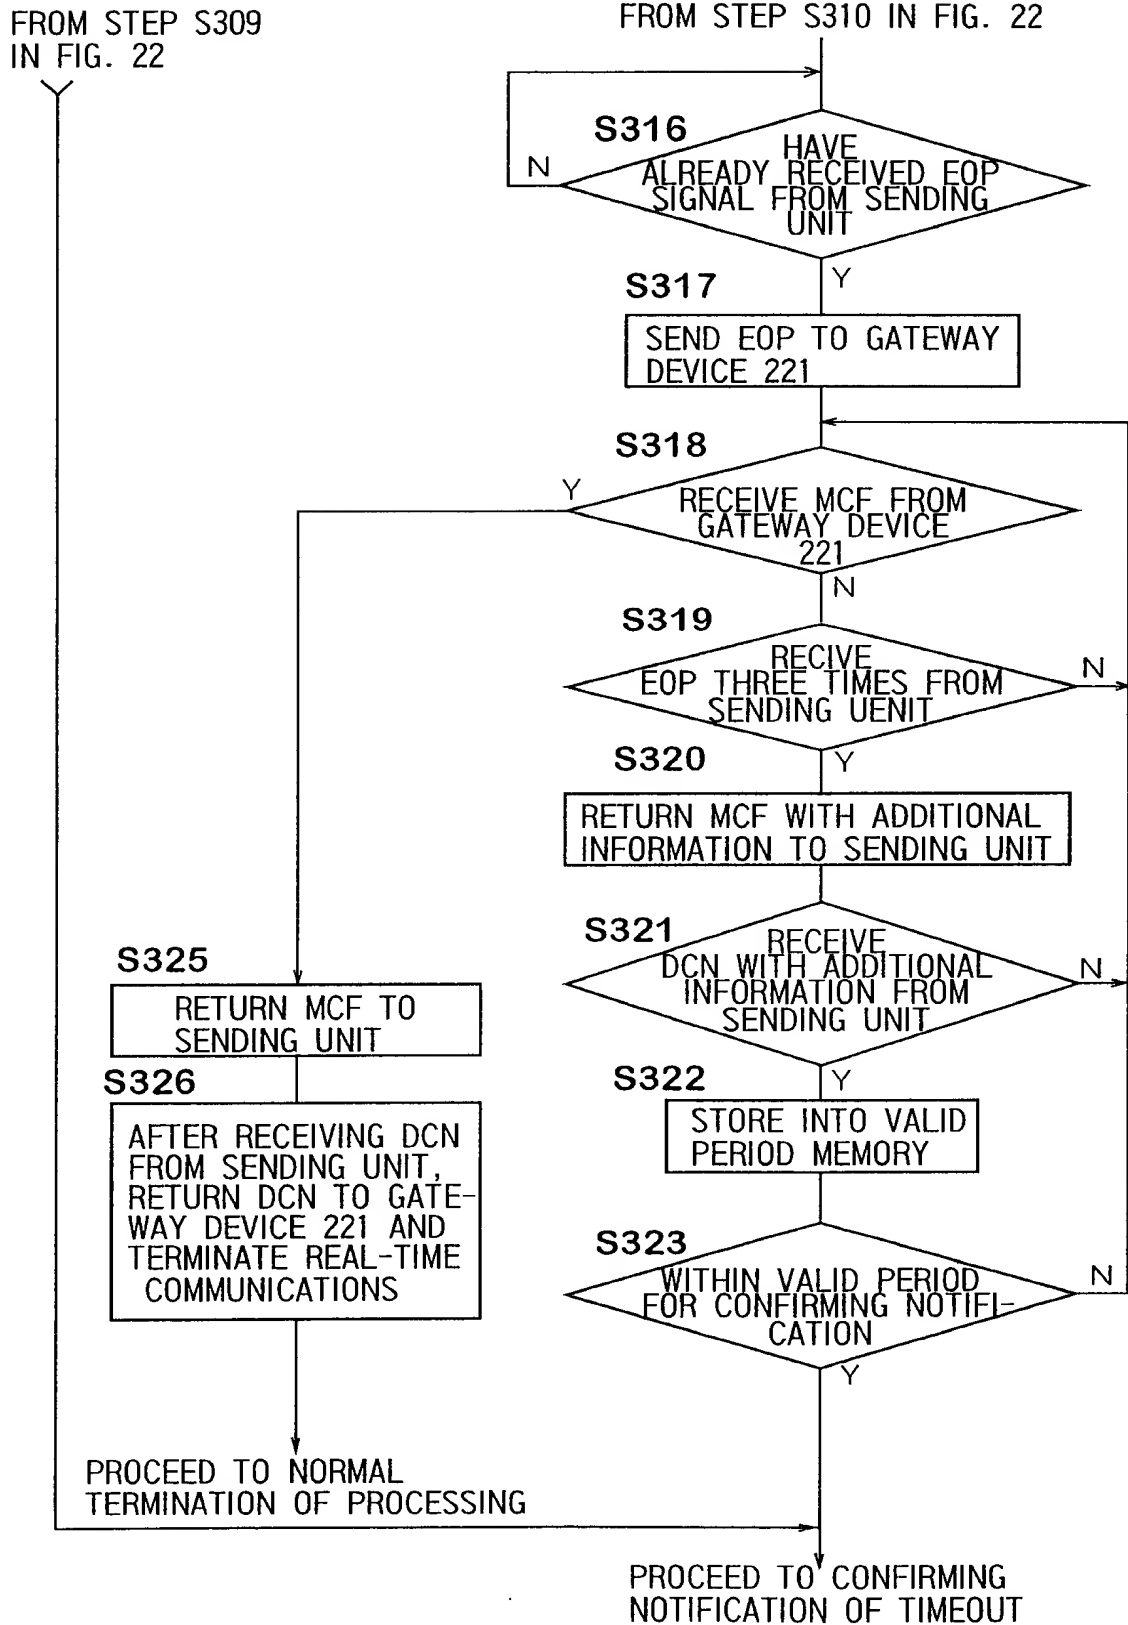 FROM STEP S309
IN FIG. 22
FROM STEP S310 IN FIG. 22
S316
HAVE
ALREADY RECEIVED EOP
SIGNAL FROM SENDING
UNIT
N
Y
S317
SEND EOP TO GATEWAY
DEVICE 221
S318
Y
RECEIVE MCF FROM
GATEWAY DEVICE
221
N
S319
RECIVE
EOP THREE TIMES FROM
SENDING UENIT
N
Y
S320
RETURN MCF WITH ADDITIONAL
INFORMATION TO SENDING UNIT
S321
RECEIVE
DCN WITH ADDITIONAL
INFORMATION FROM
SENDING UNIT
N
Y
S322
STORE INTO VALID
PERIOD MEMORY
S323
WITHIN VALID PERIOD
FOR CONFIRMING NOTIFI-
CATION
N
Y
S325
RETURN MCF TO
SENDING UNIT
S326
AFTER RECEIVING DCN
FROM SENDING UNIT,
RETURN DCN TO GATE-
WAY DEVICE 221 AND
TERMINATE REAL-TIME
COMMUNICATIONS
PROCEED TO NORMAL
TERMINATION OF PROCESSING
PROCEED TO CONFIRMING
NOTIFICATION OF TIMEOUT